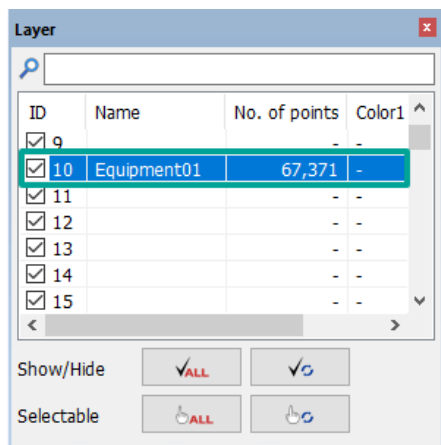 Layer
ID Name No. of points Color1
9 - -
10 Equipment01 67,371 -
11 - -
12 - -
13 - -
14 - -
15 - -
Show/Hide ALL
Selectable ALL